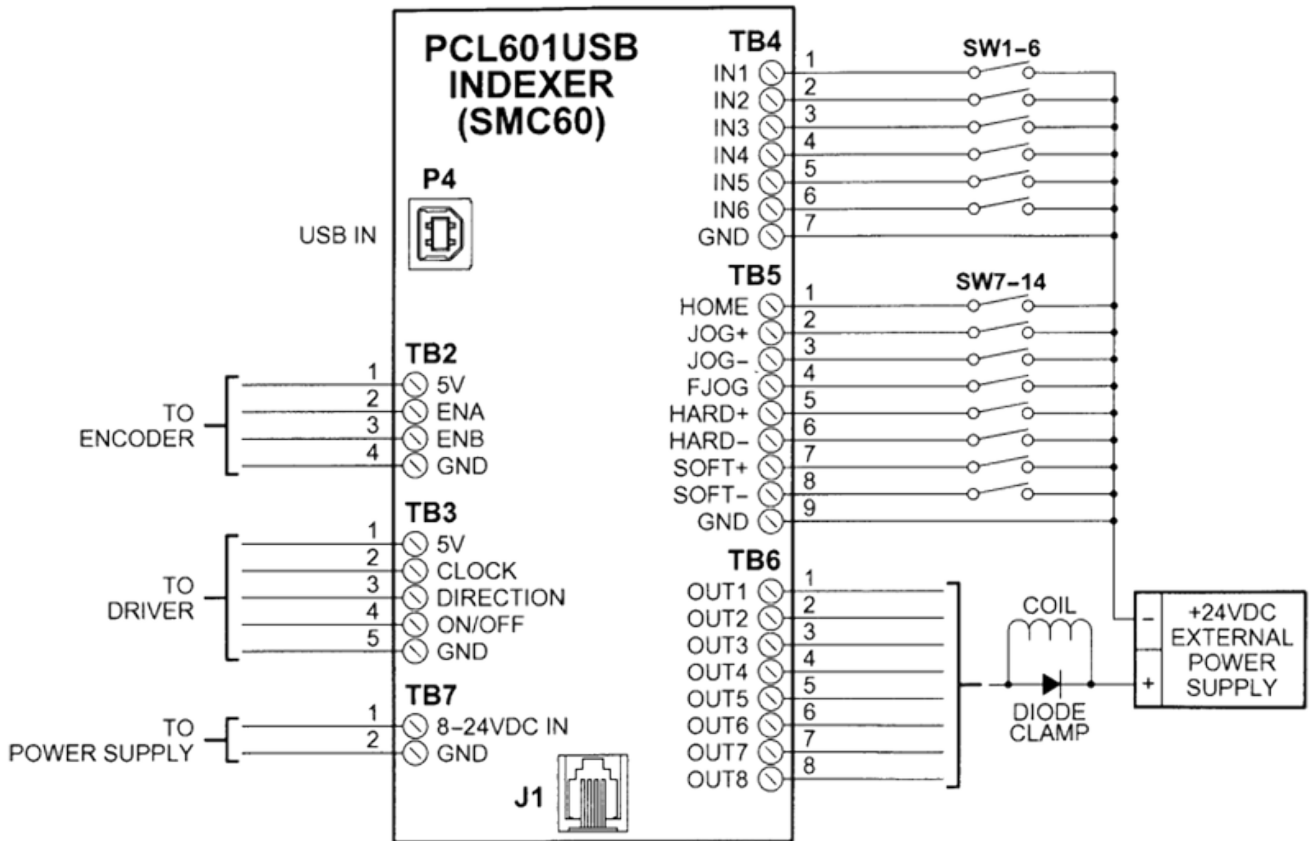 PCL601USB
INDEXER
(SMC60)
P4
USB IN
TB2
1 5V
2 ENA
3 ENB
4 GND
TO
ENCODER
TB3
1 5V
2 CLOCK
3 DIRECTION
4 ON/OFF
5 GND
TO
DRIVER
TB7
1 8–24VDC IN
2 GND
TO
POWER SUPPLY
J1
TB4
SW1–6
IN1 1
IN2 2
IN3 3
IN4 4
IN5 5
IN6 6
GND 7
TB5
SW7–14
HOME 1
JOG+ 2
JOG– 3
FJOG 4
HARD+ 5
HARD– 6
SOFT+ 7
SOFT– 8
GND 9
TB6
OUT1 1
OUT2 2
OUT3 3
OUT4 4
OUT5 5
OUT6 6
OUT7 7
OUT8 8
COIL
DIODE
CLAMP
–
+
+24VDC
EXTERNAL
POWER
SUPPLY